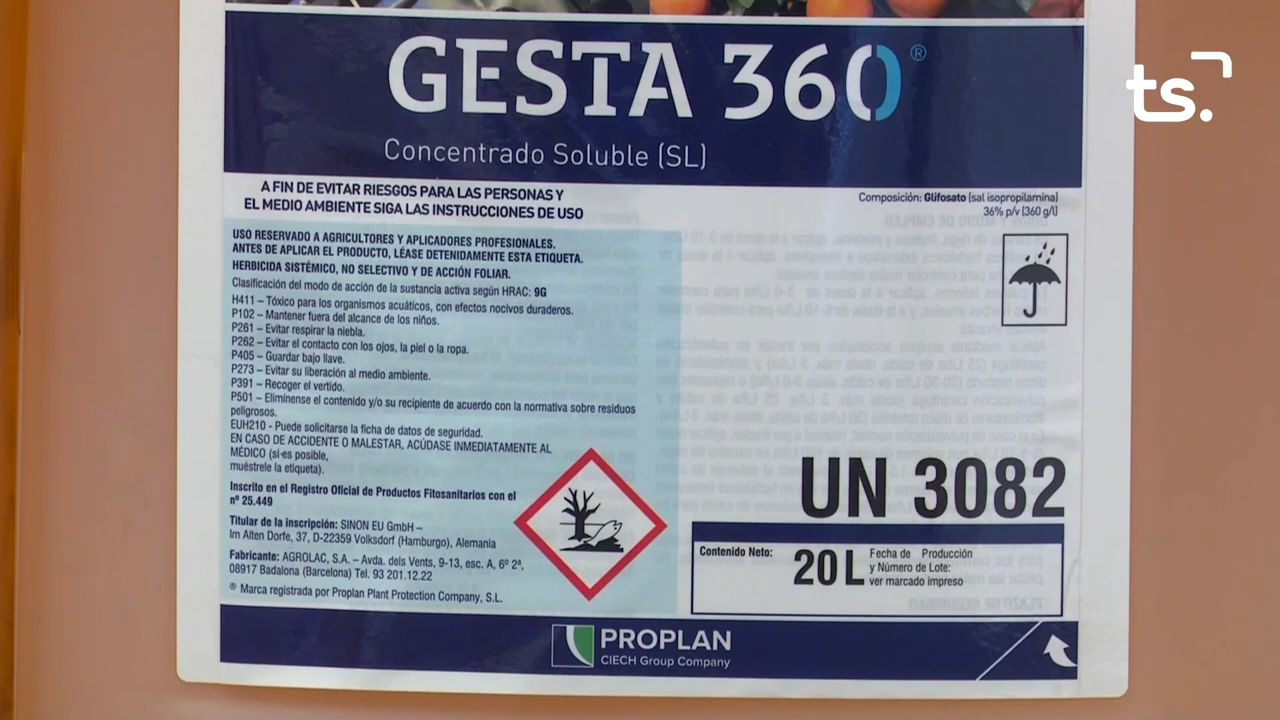 GESTA 360®
ts.
Concentrado Soluble (SL)
A FIN DE EVITAR RIESGOS PARA LAS PERSONAS Y
EL MEDIO AMBIENTE SIGA LAS INSTRUCCIONES DE USO
Composición: Glifosato (sal isopropilamina)
36% p/v (360 g/l)
USO RESERVADO A AGRICULTORES Y APLICADORES PROFESIONALES.
ANTES DE APLICAR EL PRODUCTO, LÉASE DETENIDAMENTE ESTA ETIQUETA.
HERBICIDA SISTÉMICO, NO SELECTIVO Y DE ACCIÓN FOLIAR.
Clasificación del modo de acción de la sustancia activa según HRAC: 9G
H411 – Tóxico para los organismos acuáticos, con efectos nocivos duraderos.
P102 – Mantener fuera del alcance de los niños.
P261 – Evitar respirar la niebla.
P262 – Evitar el contacto con los ojos, la piel o la ropa.
P405 – Guardar bajo llave.
P273 – Evitar su liberación al medio ambiente.
P391 – Recoger el vertido.
P501 – Elimínense el contenido y/o su recipiente de acuerdo con la normativa sobre residuos
peligrosos.
EUH210 - Puede solicitarse la ficha de datos de seguridad.
EN CASO DE ACCIDENTE O MALESTAR, ACÚDASE INMEDIATAMENTE AL
MÉDICO (si es posible,
muéstrele la etiqueta).
Inscrito en el Registro Oficial de Productos Fitosanitarios con el
nº 25.449
Titular de la inscripción: SINON EU GmbH –
Im Alten Dorfe, 37, D-22359 Volksdorf (Hamburgo), Alemania
Fabricante: AGROLAC, S.A. – Avda. dels Vents, 9-13, esc. A, 6º 2ª,
08917 Badalona (Barcelona) Tel. 93 201.12.22
® Marca registrada por Proplan Plant Protection Company, S.L.
UN 3082
Contenido Neto: 20 L
Fecha de Producción
y Número de Lote:
ver marcado impreso
PROPLAN
CIECH Group Company